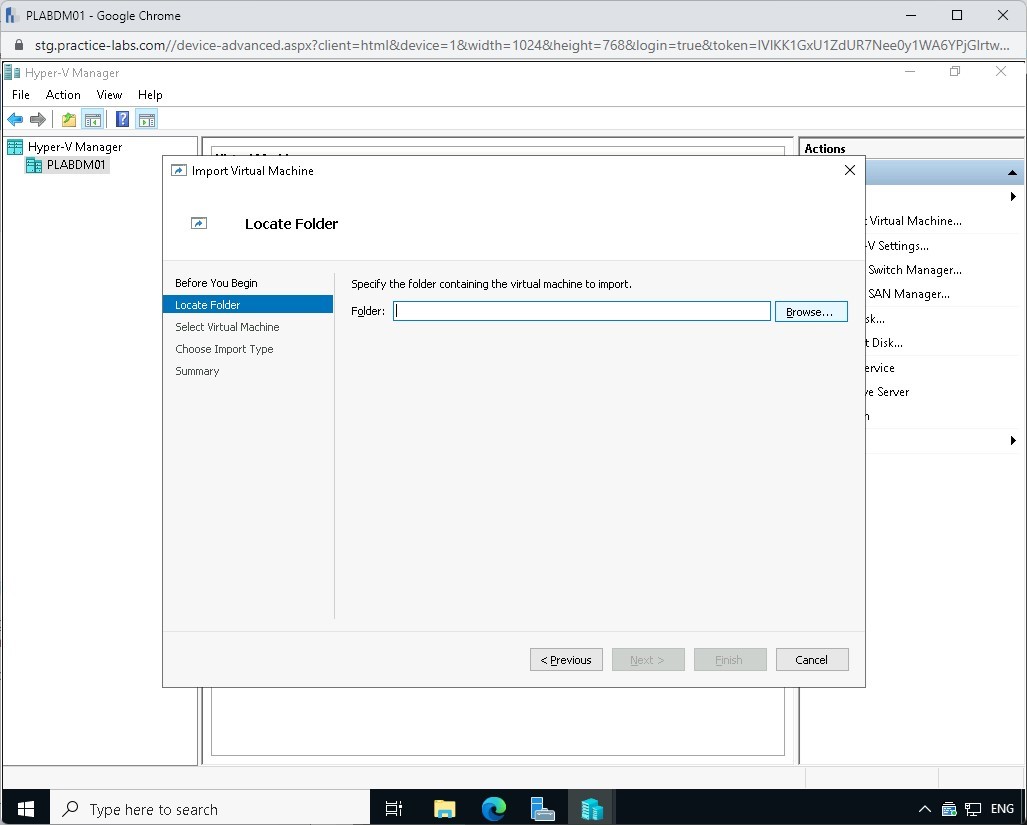 PLABDM01 - Google Chrome
stg.practice-labs.com//device-advanced.aspx?client=html&device=1&width=1024&height=768&login=true&token=IVIKK1GxU1ZdUR7Nee0y1WA6YPjGIrtw...
Hyper-V Manager
File Action View Help
Hyper-V Manager
PLABDM01
Actions
Import Virtual Machine
Locate Folder
Before You Begin
Locate Folder
Select Virtual Machine
Choose Import Type
Summary
Specify the folder containing the virtual machine to import.
Folder:
Browse...
< Previous
Next >
Finish
Cancel
Virtual Machine...
-V Settings...
Switch Manager...
SAN Manager...
sk...
t Disk...
ervice
e Server
Type here to search
ENG